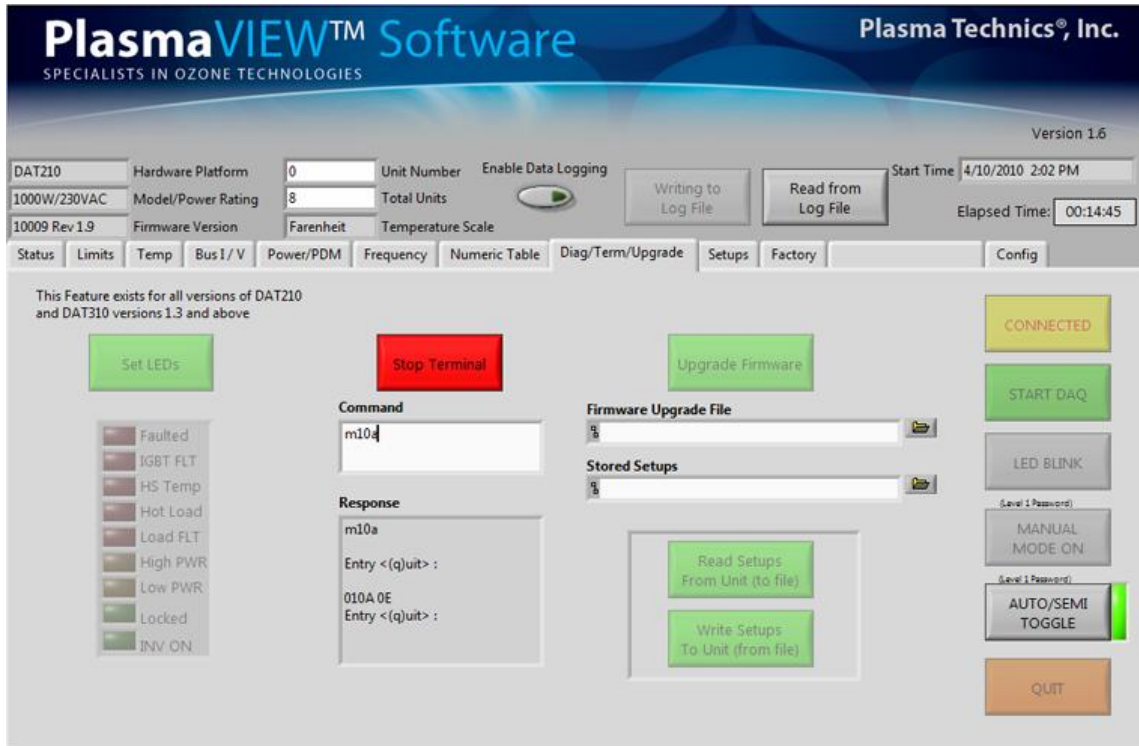 PlasmaVIEW™ Software
Plasma Technics®, Inc.
SPECIALISTS IN OZONE TECHNOLOGIES
Version 1.6
DAT210 Hardware Platform 0 Unit Number Enable Data Logging
1000W/230VAC Model/Power Rating 8 Total Units
10009 Rev 1.9 Firmware Version Farenheit Temperature Scale
Writing to
Log File
Read from
Log File
Start Time 4/10/2010 2:02 PM
Elapsed Time: 00:14:45
Status Limits Temp Bus I / V Power/PDM Frequency Numeric Table Diag/Term/Upgrade Setups Factory Config
This Feature exists for all versions of DAT210
and DAT310 versions 1.3 and above
Set LEDs
Faulted
IGBT FLT
HS Temp
Hot Load
Load FLT
High PWR
Low PWR
Locked
INV ON
Stop Terminal
Command
m10a
Response
m10a
Entry <(q)uit> :
010A 0E
Entry <(q)uit> :
Upgrade Firmware
Firmware Upgrade File
Stored Setups
Read Setups
From Unit (to file)
Write Setups
To Unit (from file)
CONNECTED
START DAQ
LED BLINK
(Level 1 Password)
MANUAL
MODE ON
(Level 1 Password)
AUTO/SEMI
TOGGLE
QUIT